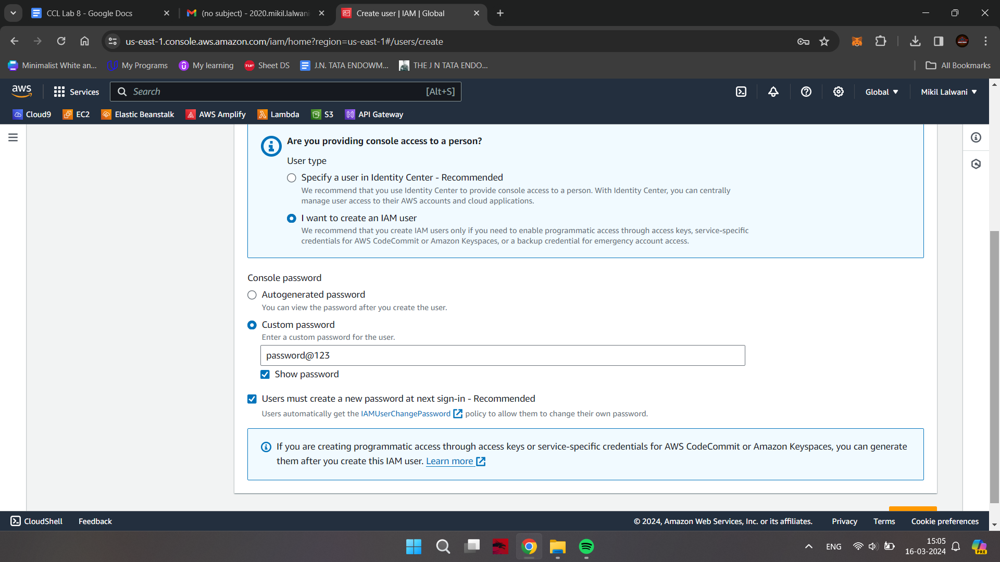 CCL Lab 8 - Google Docs
(no subject) - 2020.mikil.lalwani
Create user | IAM | Global
us-east-1.console.aws.amazon.com/iam/home?region=us-east-1#/users/create
Minimalist White an...
My Programs
My learning
TUF
Sheet DS
J.N. TATA ENDOWM...
THE J N TATA ENDO...
All Bookmarks
aws
Services
Search
[Alt+S]
Global
Mikil Lalwani
Cloud9
EC2
Elastic Beanstalk
AWS Amplify
Lambda
S3
API Gateway
Are you providing console access to a person?
User type
Specify a user in Identity Center - Recommended
We recommend that you use Identity Center to provide console access to a person. With Identity Center, you can centrally
manage user access to their AWS accounts and cloud applications.
I want to create an IAM user
We recommend that you create IAM users only if you need to enable programmatic access through access keys, service-specific
credentials for AWS CodeCommit or Amazon Keyspaces, or a backup credential for emergency account access.
Console password
Autogenerated password
You can view the password after you create the user.
Custom password
Enter a custom password for the user.
password@123
Show password
Users must create a new password at next sign-in - Recommended
Users automatically get the IAMUserChangePassword policy to allow them to change their own password.
If you are creating programmatic access through access keys or service-specific credentials for AWS CodeCommit or Amazon Keyspaces, you can generate
them after you create this IAM user. Learn more
CloudShell
Feedback
© 2024, Amazon Web Services, Inc. or its affiliates.
Privacy
Terms
Cookie preferences
ENG
15:05
16-03-2024
PRE